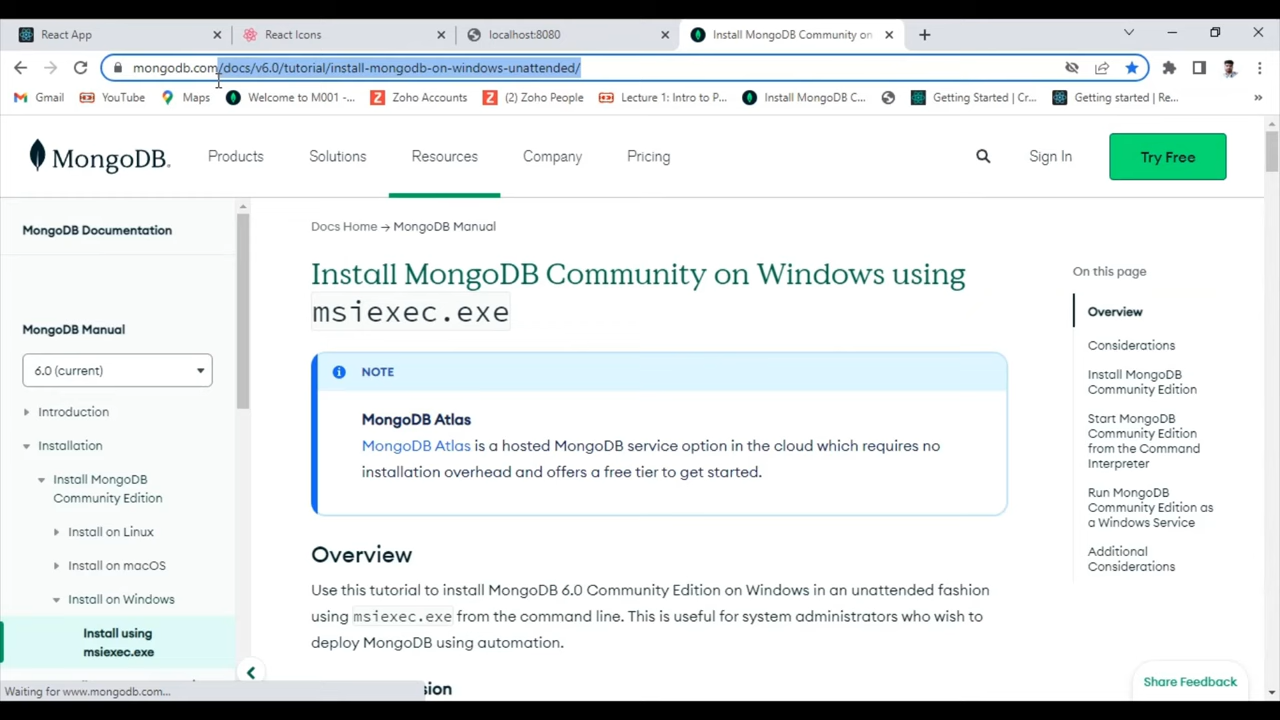 React App
React Icons
localhost:8080
Install MongoDB Community on
mongodb.com/docs/v6.0/tutorial/install-mongodb-on-windows-unattended/
Gmail
YouTube
Maps
Welcome to M001 -...
Zoho Accounts
(2) Zoho People
Lecture 1: Intro to P...
Install MongoDB C...
Getting Started | Cr...
Getting started | Re...
»
MongoDB.
Products
Solutions
Resources
Company
Pricing
Sign In
Try Free
MongoDB Documentation
MongoDB Manual
6.0 (current)
Introduction
Installation
Install MongoDB
Community Edition
Install on Linux
Install on macOS
Install on Windows
Install using
msiexec.exe
Docs Home → MongoDB Manual
Install MongoDB Community on Windows using
msiexec.exe
NOTE
MongoDB Atlas
MongoDB Atlas is a hosted MongoDB service option in the cloud which requires no
installation overhead and offers a free tier to get started.
Overview
Use this tutorial to install MongoDB 6.0 Community Edition on Windows in an unattended fashion
using msiexec.exe from the command line. This is useful for system administrators who wish to
deploy MongoDB using automation.
On this page
Overview
Considerations
Install MongoDB
Community Edition
Start MongoDB
Community Edition
from the Command
Interpreter
Run MongoDB
Community Edition as
a Windows Service
Additional
Considerations
Share Feedback
Waiting for www.mongodb.com...